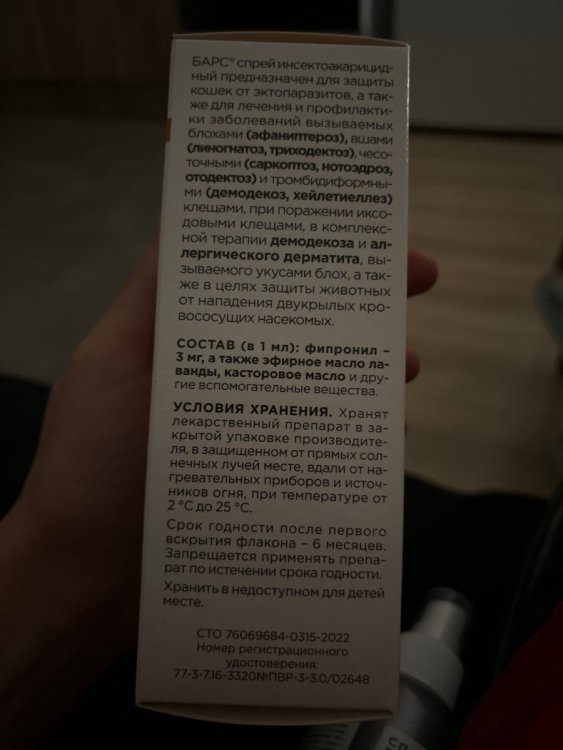 БАРС® спрей инсектоакарицид-
ный предназначен для защиты
кошек от эктопаразитов, а так-
же для лечения и профилакти-
ки заболеваний вызываемых
блохами (афаниптероз), вшами
(линогнатоз, триходектоз), чесо-
точными (саркоптоз, нотоэдроз,
отодектоз) и тромбидиформны-
ми (демодекоз, хейлетиеллез)
клещами, при поражении иксо-
довыми клещами, в комплекс-
ной терапии демодекоза и ал-
лергического дерматита, вы-
зываемого укусами блох, а так-
же в целях защиты животных
от нападения двукрылых кро-
вососущих насекомых.
СОСТАВ (в 1 мл): фипронил –
3 мг, а также эфирное масло ла-
ванды, касторовое масло и дру-
гие вспомогательные вещества.
УСЛОВИЯ ХРАНЕНИЯ. Хранят
лекарственный препарат в за-
крытой упаковке производите-
ля, в защищенном от прямых сол-
нечных лучей месте, вдали от на-
гревательных приборов и источ-
ников огня, при температуре от
2 °С до 25 °С.
Срок годности после первого
вскрытия флакона – 6 месяцев.
Запрещается применять препа-
рат по истечении срока годности.
Хранить в недоступном для детей
месте.
СТО 76069684-0315-2022
Номер регистрационного
удостоверения:
77-3-7.16-3320№ПВР-3-3.0/02648